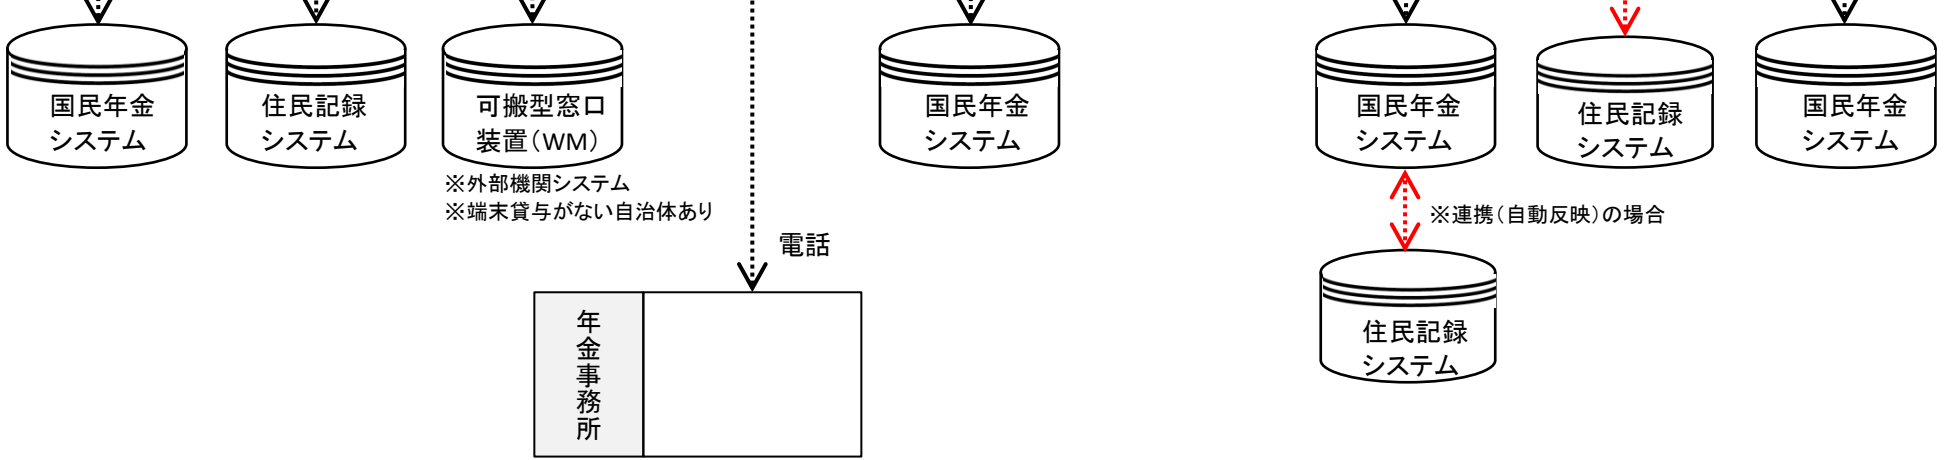 国民年金
システム
住民記録
システム
可搬型窓口
装置(WM)
※外部機関システム
※端末貸与がない自治体あり
国民年金
システム
国民年金
システム
住民記録
システム
国民年金
システム
※連携(自動反映)の場合
電話
年金事務所
住民記録
システム